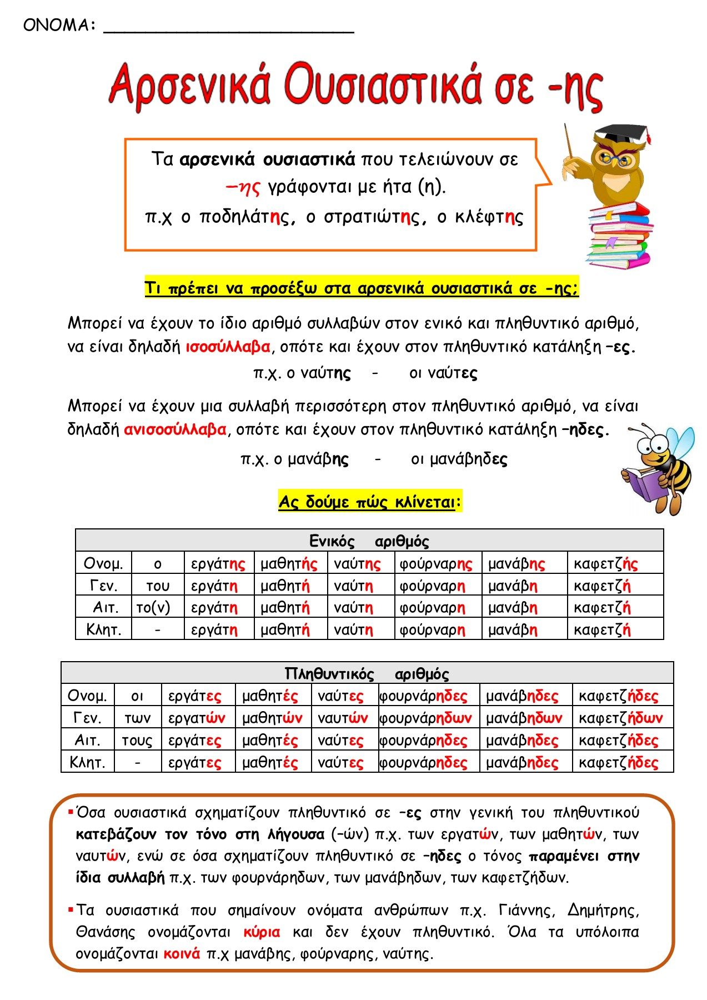 ΟΝΟΜΑ: _________________________
Αρσενικά Ουσιαστικά σε -ης
Τα αρσενικά ουσιαστικά που τελειώνουν σε
–ης γράφονται με ήτα (η).
π.χ ο ποδηλάτης, ο στρατιώτης, ο κλέφτης
Τι πρέπει να προσέξω στα αρσενικά ουσιαστικά σε -ης;
Μπορεί να έχουν το ίδιο αριθμό συλλαβών στον ενικό και πληθυντικό αριθμό,
να είναι δηλαδή ισοσύλλαβα, οπότε και έχουν στον πληθυντικό κατάληξη –ες.
π.χ. ο ναύτης - οι ναύτες
Μπορεί να έχουν μια συλλαβή περισσότερη στον πληθυντικό αριθμό, να είναι
δηλαδή ανισοσύλλαβα, οπότε και έχουν στον πληθυντικό κατάληξη –ηδες.
π.χ. ο μανάβης - οι μανάβηδες
Ας δούμε πώς κλίνεται:
Ενικός αριθμός
Ονομ. ο εργάτης μαθητής ναύτης φούρναρης μανάβης καφετζής
Γεν. του εργάτη μαθητή ναύτη φούρναρη μανάβη καφετζή
Αιτ. το(ν) εργάτη μαθητή ναύτη φούρναρη μανάβη καφετζή
Κλητ. - εργάτη μαθητή ναύτη φούρναρη μανάβη καφετζή
Πληθυντικός αριθμός
Ονομ. οι εργάτες μαθητές ναύτες φουρνάρηδες μανάβηδες καφετζήδες
Γεν. των εργατών μαθητών ναυτών φουρνάρηδων μανάβηδων καφετζήδων
Αιτ. τους εργάτες μαθητές ναύτες φουρνάρηδες μανάβηδες καφετζήδες
Κλητ. - εργάτες μαθητές ναύτες φουρνάρηδες μανάβηδες καφετζήδες
▪ Όσα ουσιαστικά σχηματίζουν πληθυντικό σε –ες στην γενική του πληθυντικού
κατεβάζουν τον τόνο στη λήγουσα (–ών) π.χ. των εργατών, των μαθητών, των
ναυτών, ενώ σε όσα σχηματίζουν πληθυντικό σε –ηδες ο τόνος παραμένει στην
ίδια συλλαβή π.χ. των φουρνάρηδων, των μανάβηδων, των καφετζήδων.
▪ Τα ουσιαστικά που σημαίνουν ονόματα ανθρώπων π.χ. Γιάννης, Δημήτρης,
Θανάσης ονομάζονται κύρια και δεν έχουν πληθυντικό. Όλα τα υπόλοιπα
ονομάζονται κοινά π.χ μανάβης, φούρναρης, ναύτης.